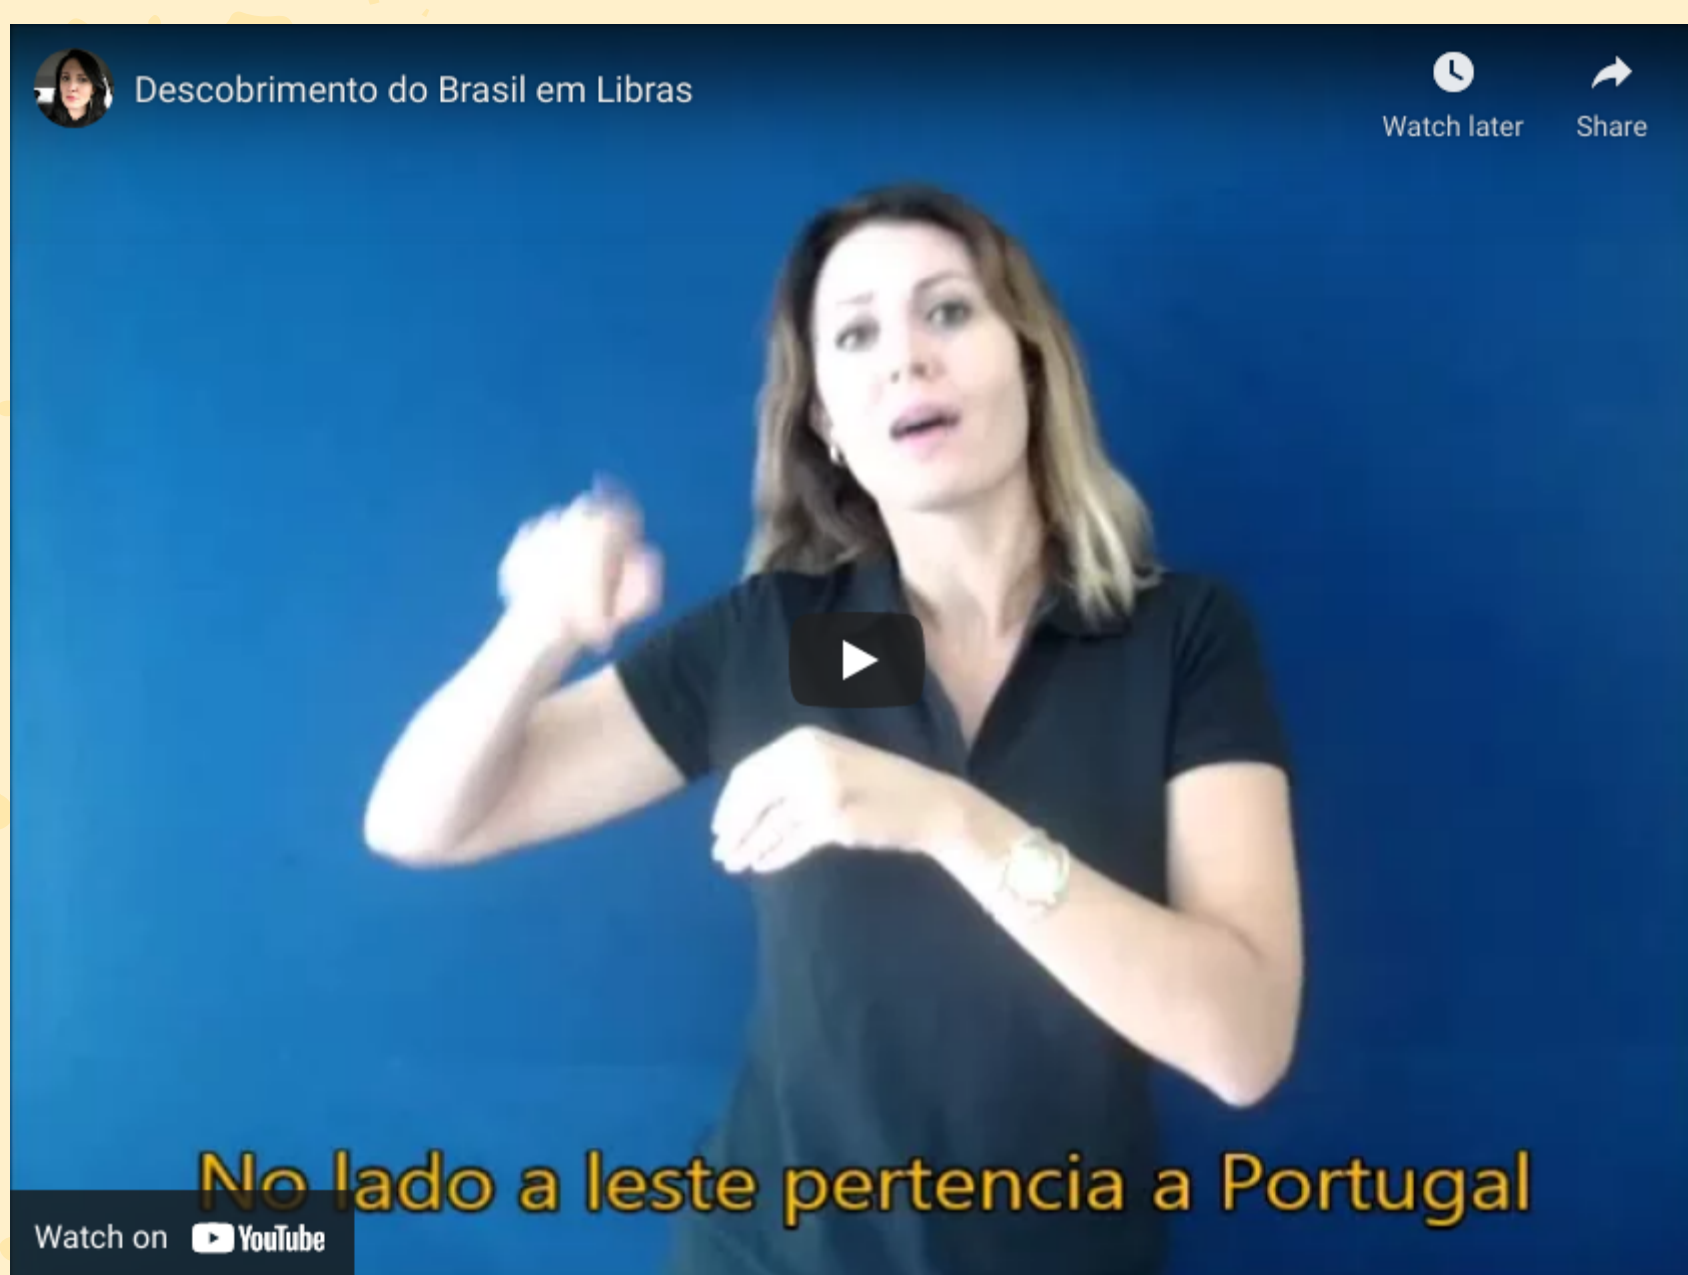 Descobrimento do Brasil em Libras
Watch later
Share
No lado a leste pertencia a Portugal
Watch on YouTube